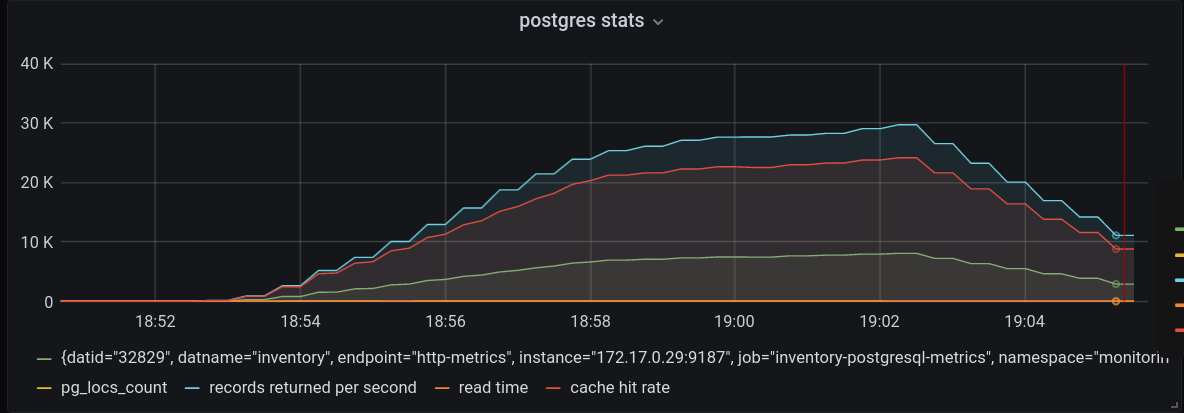 postgres stats
40 K
30 K
20 K
10 K
0
18:52 18:54 18:56 18:58 19:00 19:02 19:04
{datid="32829", datname="inventory", endpoint="http-metrics", instance="172.17.0.29:9187", job="inventory-postgresql-metrics", namespace="monitorin
pg_locs_count records returned per second read time cache hit rate